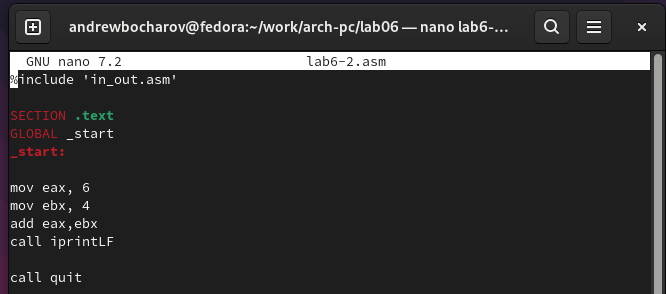 andrewbocharov@fedora:~/work/arch-pc/lab06 — nano lab6-...
GNU nano 7.2 lab6-2.asm
%include 'in_out.asm'
SECTION .text
GLOBAL _start
_start:
mov eax, 6
mov ebx, 4
add eax,ebx
call iprintLF
call quit